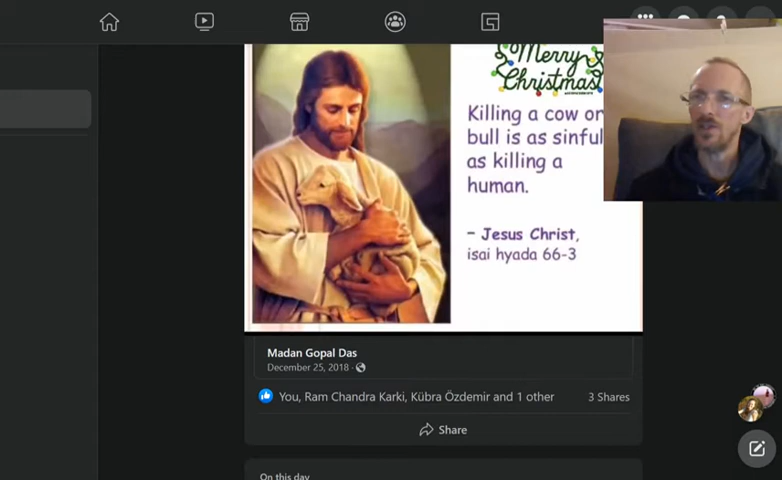 Merry
Christmas
Killing a cow or
bull is as sinful
as killing a
human.
- Jesus Christ,
isai hyada 66-3
Madan Gopal Das
December 25, 2018 ·
You, Ram Chandra Karki, Kübra Özdemir and 1 other
3 Shares
Share
On this day